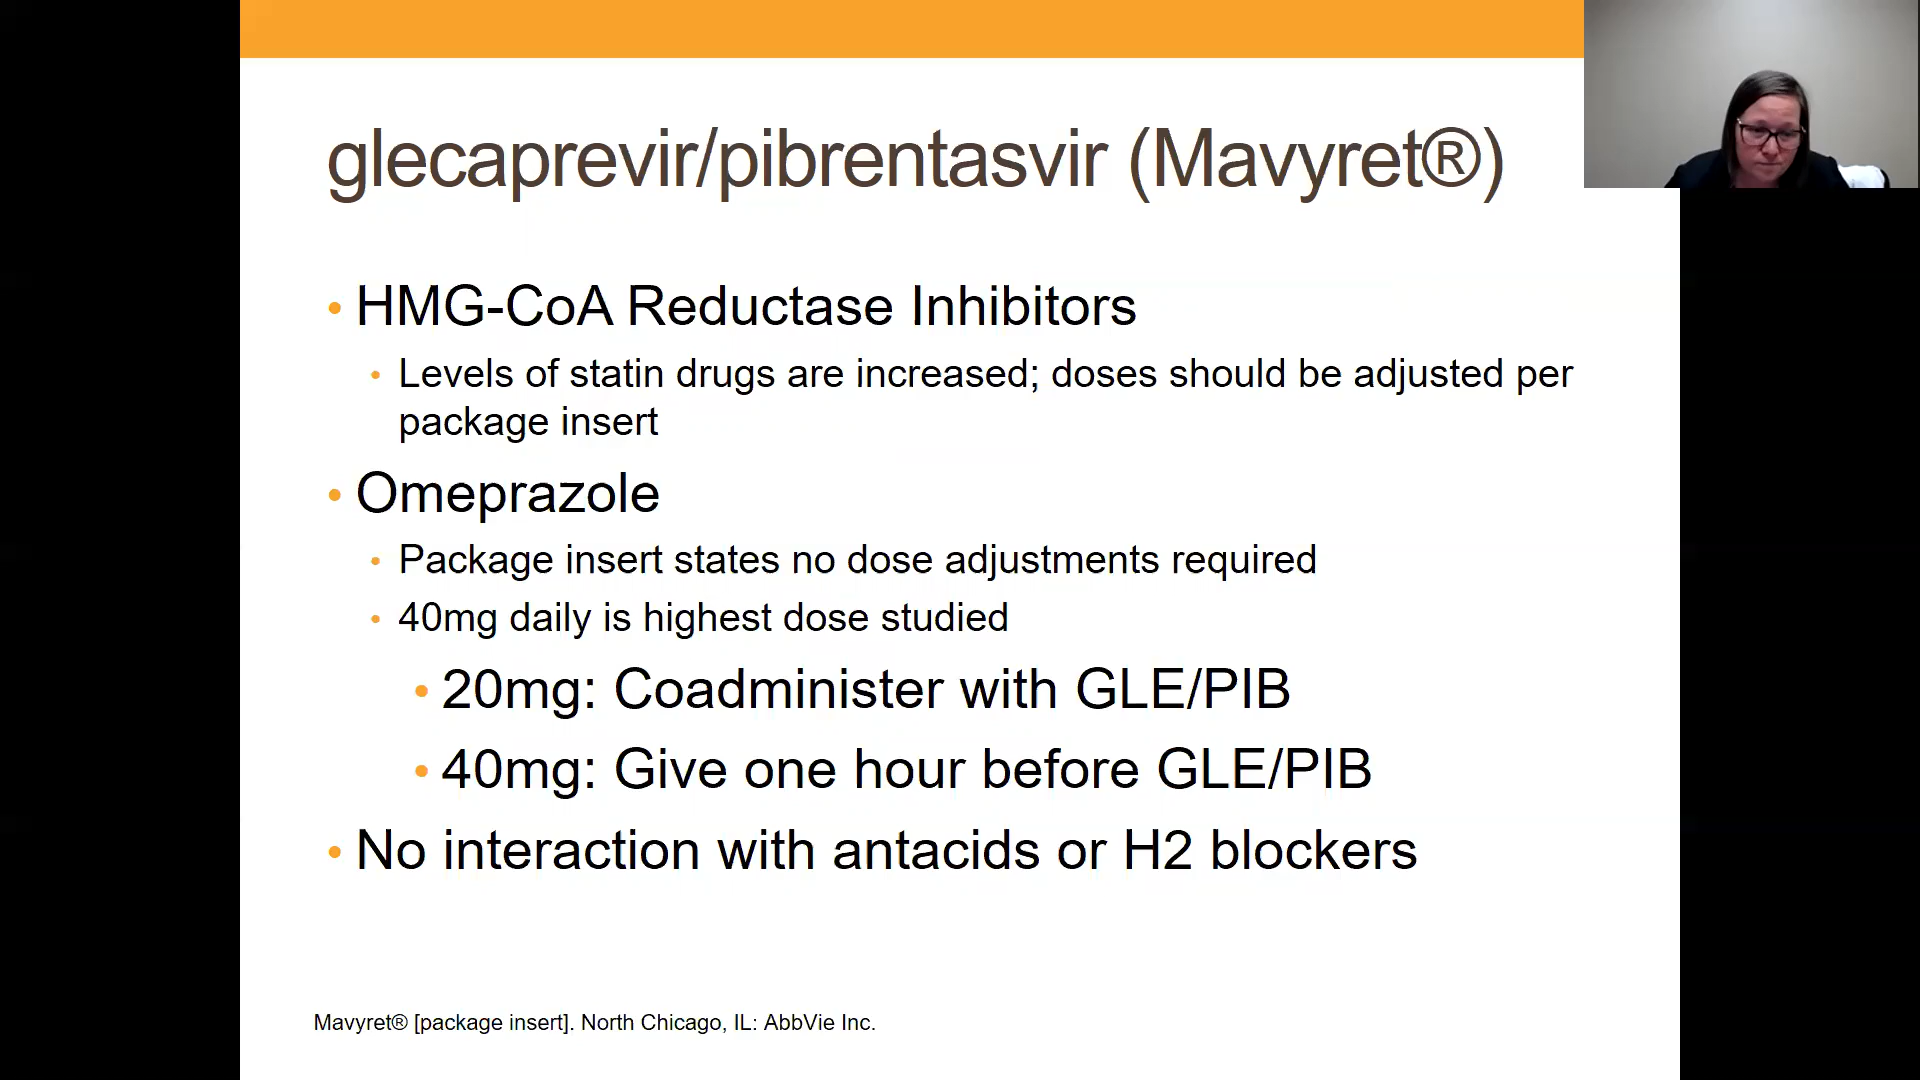 glecaprevir/pibrentasvir (Mavyret®)
• HMG-CoA Reductase Inhibitors
• Levels of statin drugs are increased; doses should be adjusted per
package insert
• Omeprazole
• Package insert states no dose adjustments required
• 40mg daily is highest dose studied
• 20mg: Coadminister with GLE/PIB
• 40mg: Give one hour before GLE/PIB
• No interaction with antacids or H2 blockers
Mavyret® [package insert]. North Chicago, IL: AbbVie Inc.